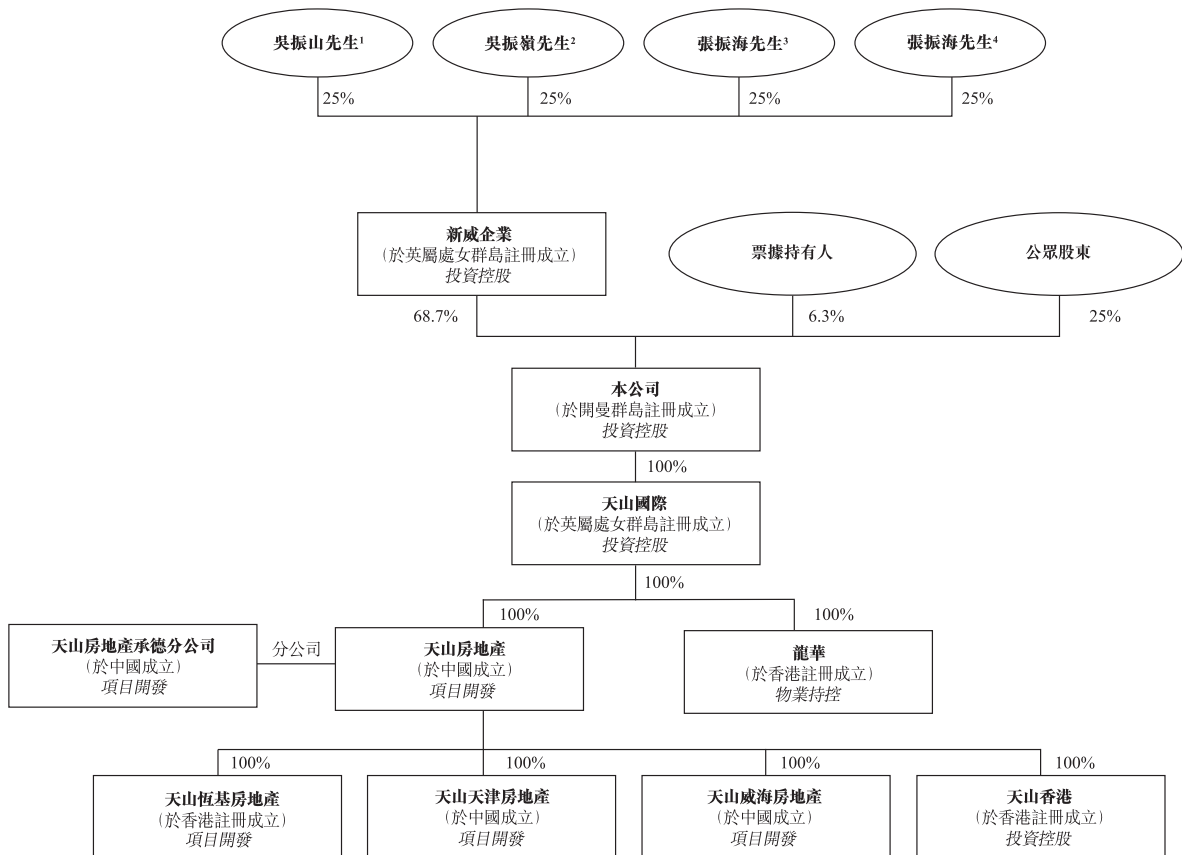 吳振山先生¹
吳振嶺先生²
張振海先生³
張振海先生⁴
25%
25%
25%
25%
新威企業
(於英屬處女群島註冊成立)
投資控股
票據持有人
公眾股東
68.7%
6.3%
25%
本公司
(於開曼群島註冊成立)
投資控股
100%
天山國際
(於英屬處女群島註冊成立)
投資控股
100%
100%
100%
天山房地產承德分公司
(於中國成立)
項目開發
分公司
天山房地產
(於中國成立)
項目開發
龍華
(於香港註冊成立)
物業持控
100%
100%
100%
100%
天山恆基房地產
(於香港註冊成立)
項目開發
天山天津房地產
(於中國成立)
項目開發
天山威海房地產
(於中國成立)
項目開發
天山香港
(於香港註冊成立)
投資控股